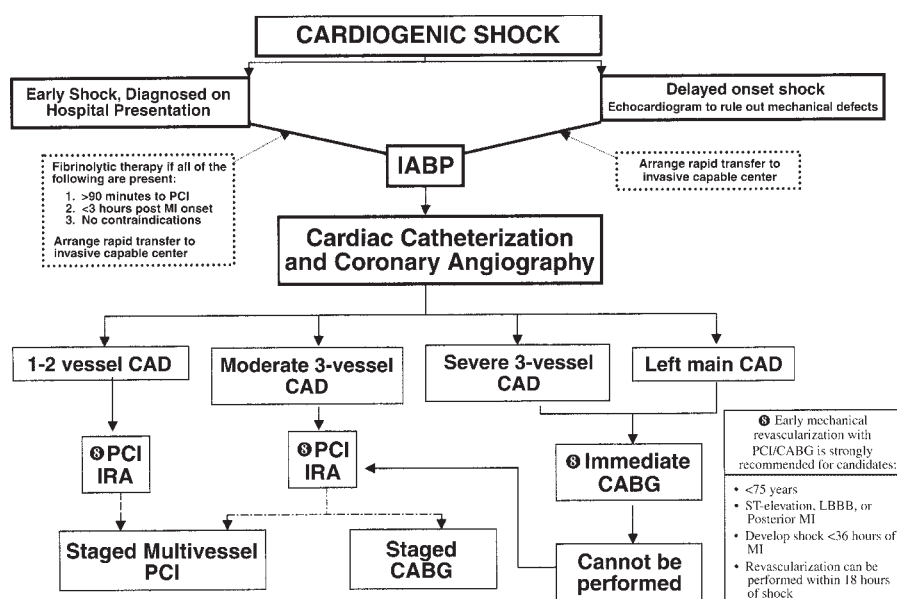 CARDIOGENIC SHOCK
Early Shock, Diagnosed on
Hospital Presentation
Delayed onset shock
Echocardiogram to rule out mechanical defects
Fibrinolytic therapy if all of the
following are present:
1. >90 minutes to PCI
2. <3 hours post MI onset
3. No contraindications
Arrange rapid transfer to
invasive capable center
IABP
Arrange rapid transfer to
invasive capable center
Cardiac Catheterization
and Coronary Angiography
1-2 vessel CAD
Moderate 3-vessel
CAD
Severe 3-vessel
CAD
Left main CAD
❽ PCI
IRA
❽ PCI
IRA
❽ Immediate
CABG
Staged Multivessel
PCI
Staged
CABG
Cannot be
performed
❽ Early mechanical
revascularization with
PCI/CABG is strongly
recommended for candidates:
• <75 years
• ST-elevation, LBBB, or
Posterior MI
• Develop shock <36 hours of
MI
• Revascularization can be
performed within 18 hours
of shock